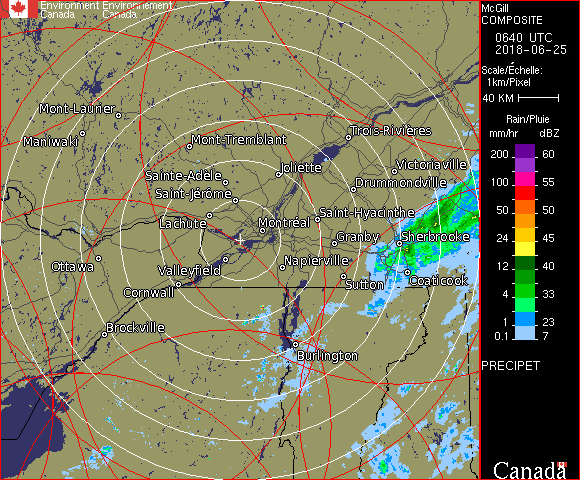 Environment Environnement
Canada Canada
McGill
COMPOSITE
0640 UTC
2018-06-25
Scale/Échelle:
1km/Pixel
40 KM
Rain/Pluie
mm/hr dBZ
200 60
150 57
100 55
50 50
24 45
12 40
4 33
1 23
0.1 7
PRECIPET
Canada
Mont-Laurier
Maniwaki
Mont-Tremblant
Trois-Rivières
Joliette
Victoriaville
Sainte-Adèle
Drummondville
Saint-Jérôme
Saint-Hyacinthe
Lachute
Montréal
Granby
Sherbrooke
Ottawa
Valleyfield
Napierville
Sutton
Coaticook
Cornwall
Brockville
Burlington